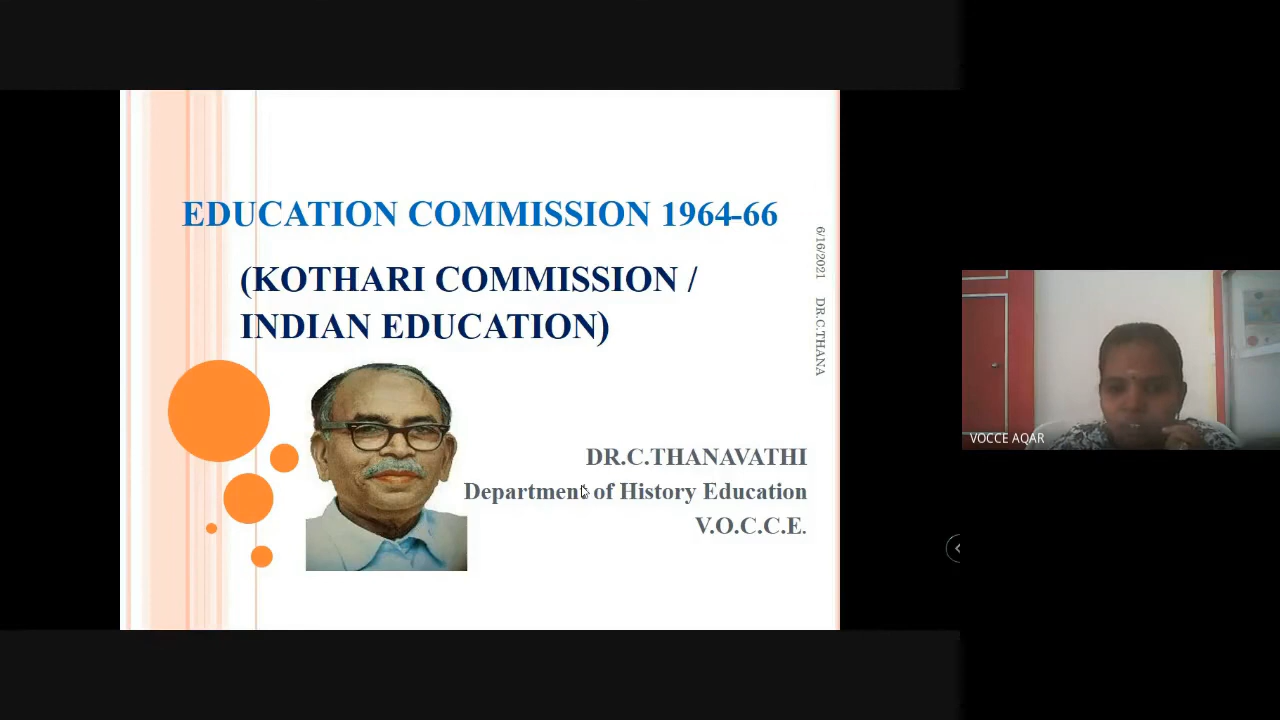 EDUCATION COMMISSION 1964-66
(KOTHARI COMMISSION /
INDIAN EDUCATION)
6/16/2021 DR.C.THANA
DR.C.THANAVATHI
Department of History Education
V.O.C.C.E.
VOCCE AQAR